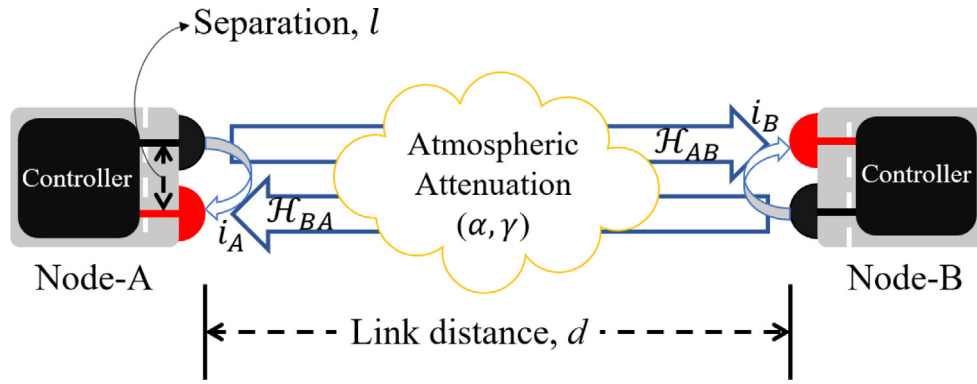 Separation, l
Controller
Atmospheric
Attenuation
(α, γ)
ℋ_AB
i_B
ℋ_BA
i_A
Controller
Node-A
Node-B
Link distance, d